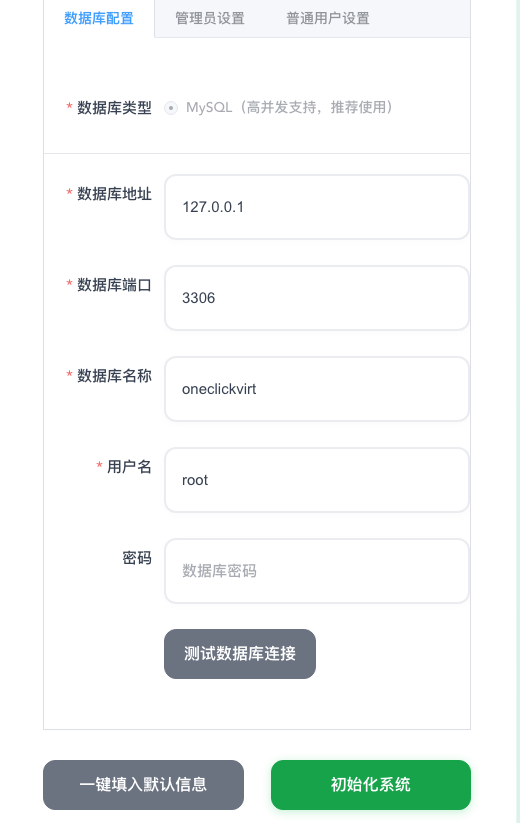 数据库配置 管理员设置 普通用户设置
* 数据库类型 MySQL（高并发支持，推荐使用）
* 数据库地址 127.0.0.1
* 数据库端口 3306
* 数据库名称 oneclickvirt
* 用户名 root
密码 数据库密码
测试数据库连接
一键填入默认信息 初始化系统